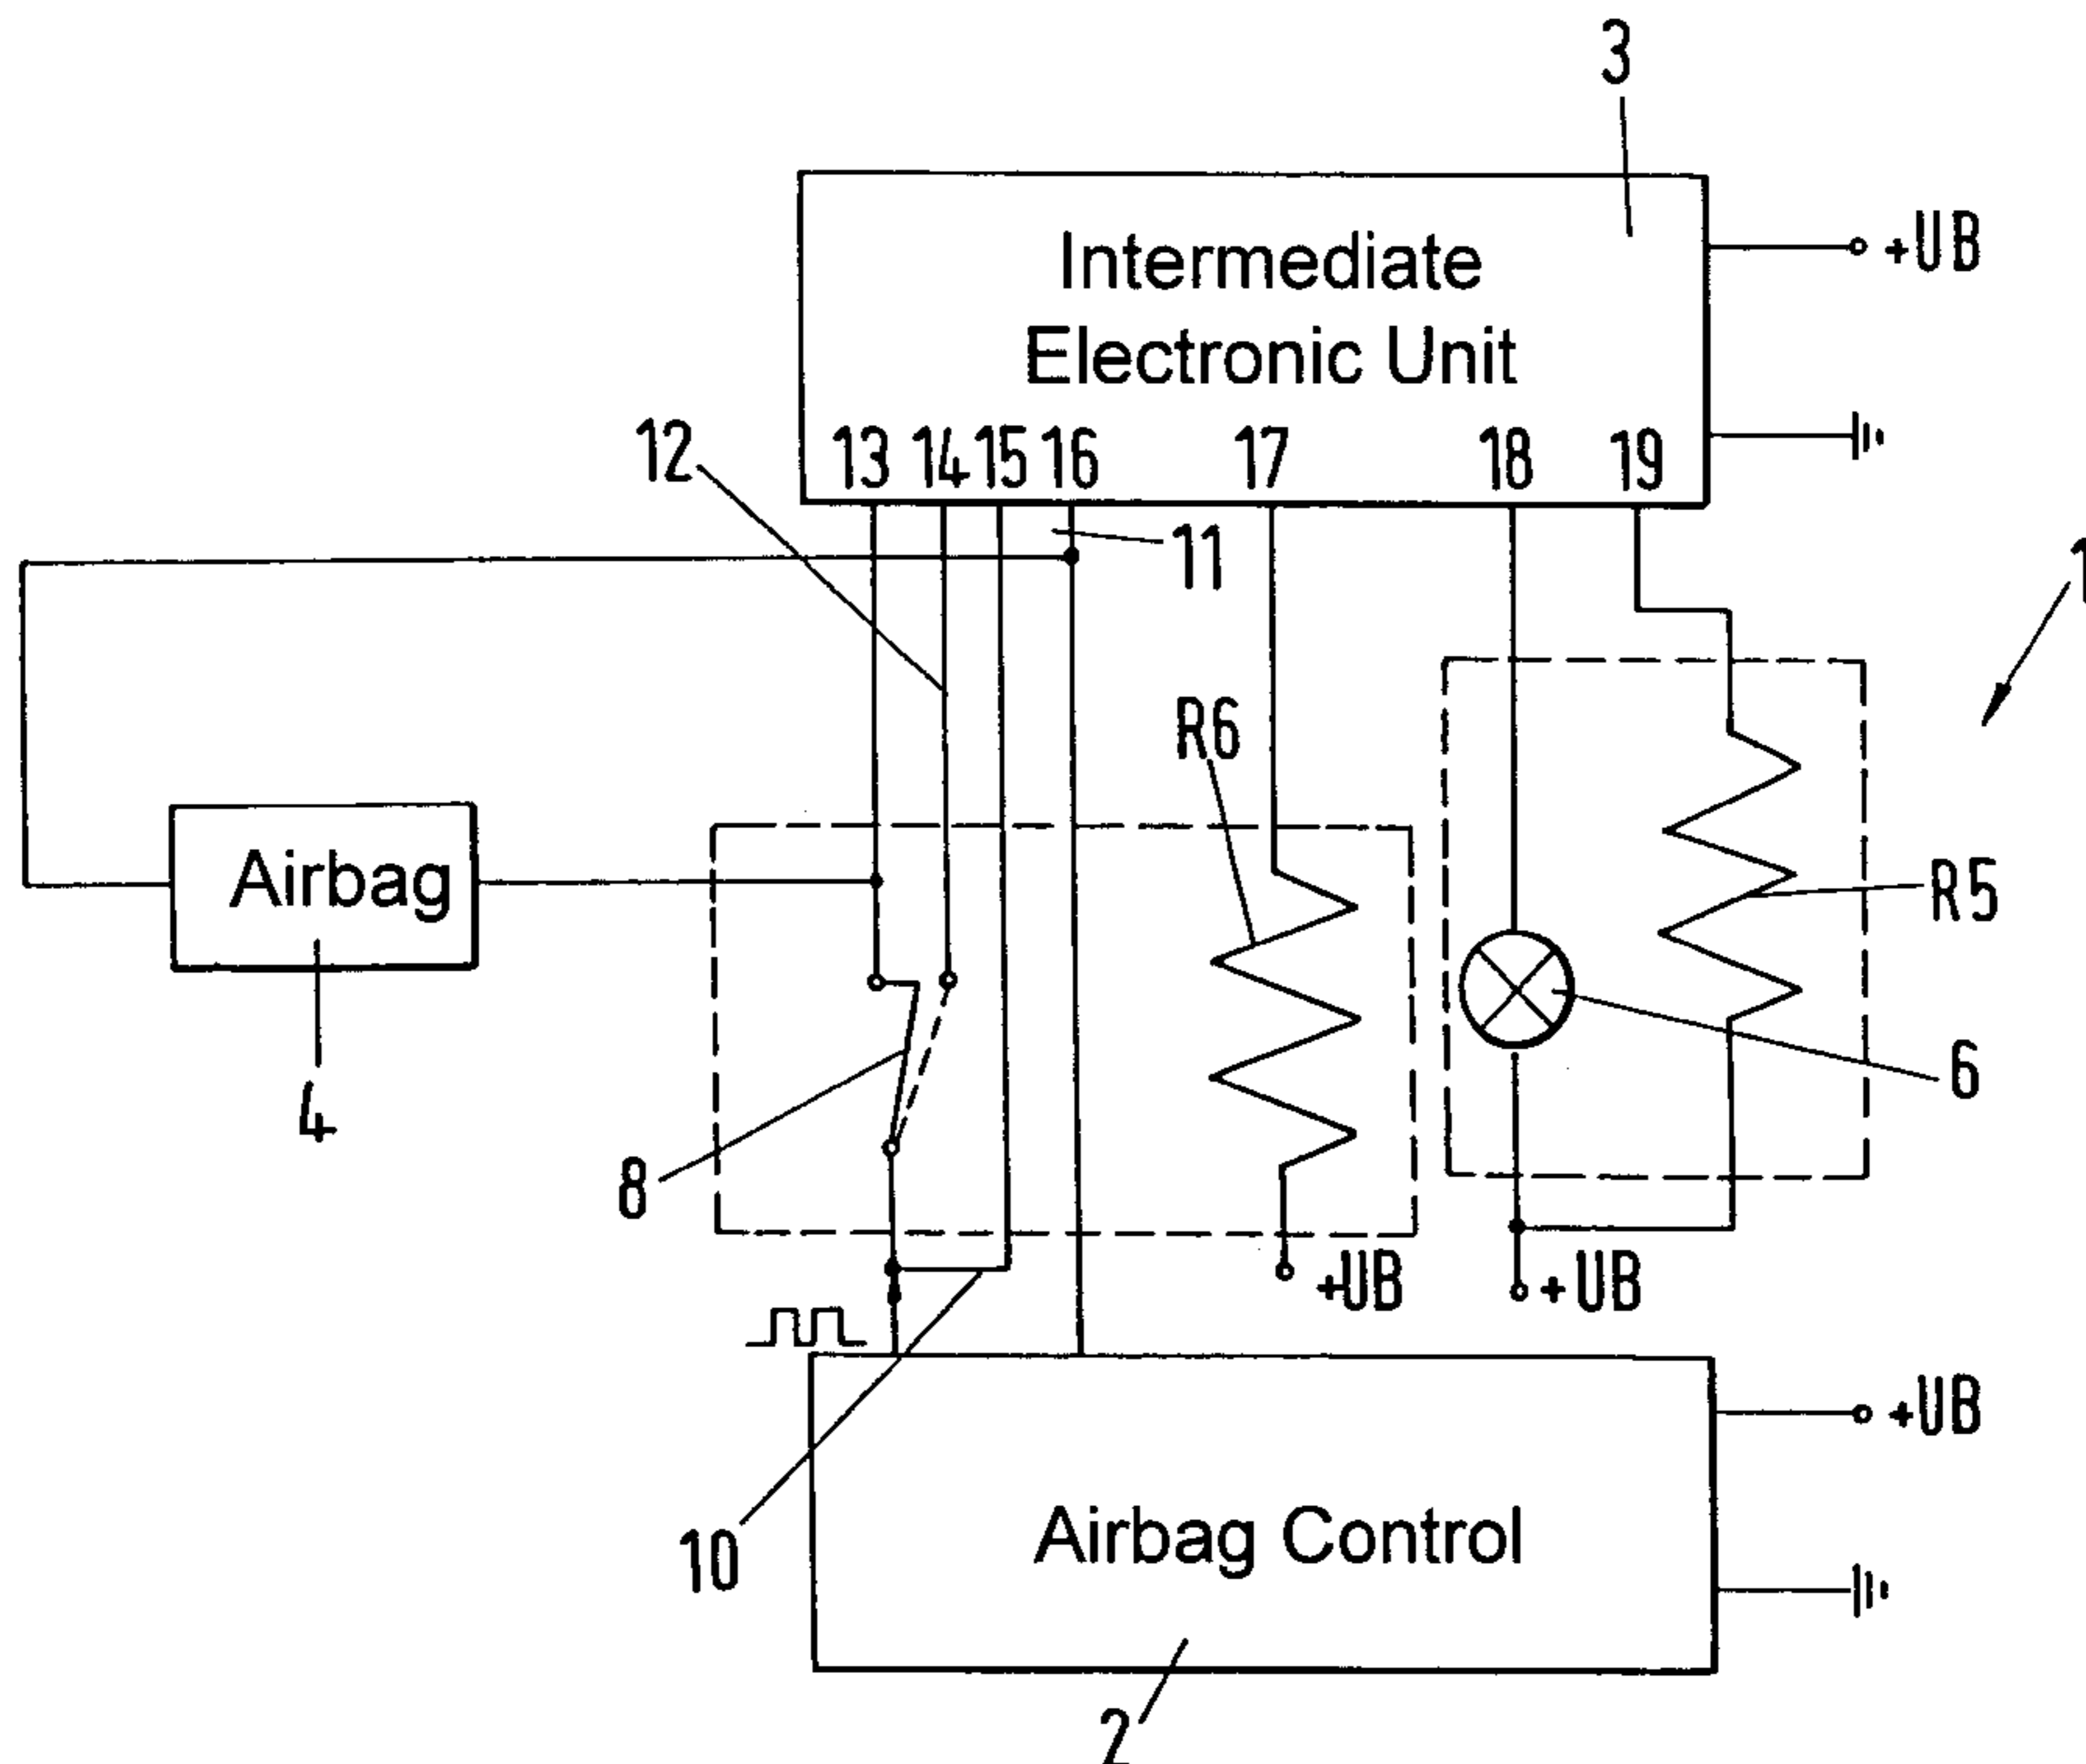 3
Intermediate
+UB
Electronic Unit
12
13 14 15 16 17 18 19
11
1
R6
Airbag
R5
4
6
8
+UB
+UB
+UB
10
Airbag Control
2